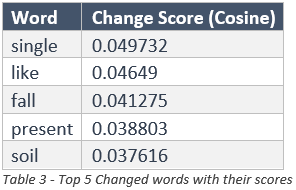 Word Change Score (Cosine)
single 0.049732
like 0.04649
fall 0.041275
present 0.038803
soil 0.037616
Table 3 - Top 5 Changed words with their scores